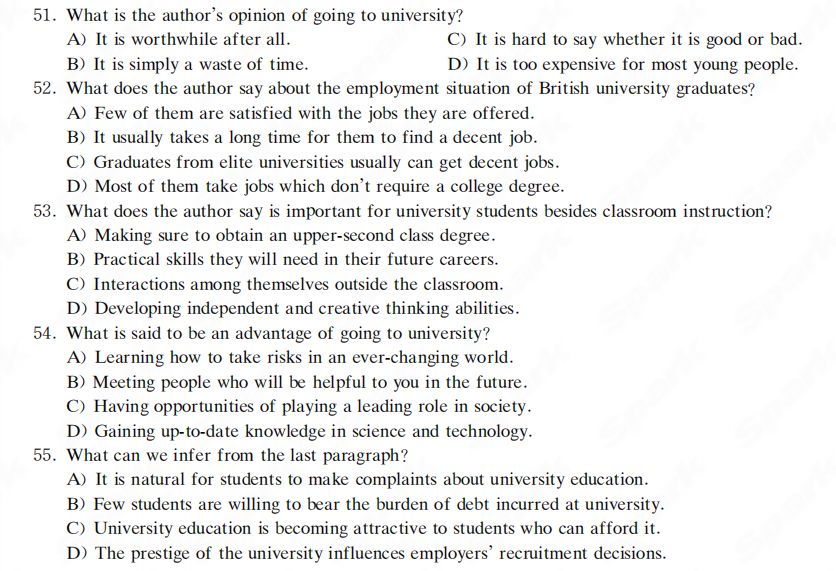 51. What is the author's opinion of going to university?
A) It is worthwhile after all. C) It is hard to say whether it is good or bad.
B) It is simply a waste of time. D) It is too expensive for most young people.
52. What does the author say about the employment situation of British university graduates?
A) Few of them are satisfied with the jobs they are offered.
B) It usually takes a long time for them to find a decent job.
C) Graduates from elite universities usually can get decent jobs.
D) Most of them take jobs which don't require a college degree.
53. What does the author say is important for university students besides classroom instruction?
A) Making sure to obtain an upper-second class degree.
B) Practical skills they will need in their future careers.
C) Interactions among themselves outside the classroom.
D) Developing independent and creative thinking abilities.
54. What is said to be an advantage of going to university?
A) Learning how to take risks in an ever-changing world.
B) Meeting people who will be helpful to you in the future.
C) Having opportunities of playing a leading role in society.
D) Gaining up-to-date knowledge in science and technology.
55. What can we infer from the last paragraph?
A) It is natural for students to make complaints about university education.
B) Few students are willing to bear the burden of debt incurred at university.
C) University education is becoming attractive to students who can afford it.
D) The prestige of the university influences employers' recruitment decisions.